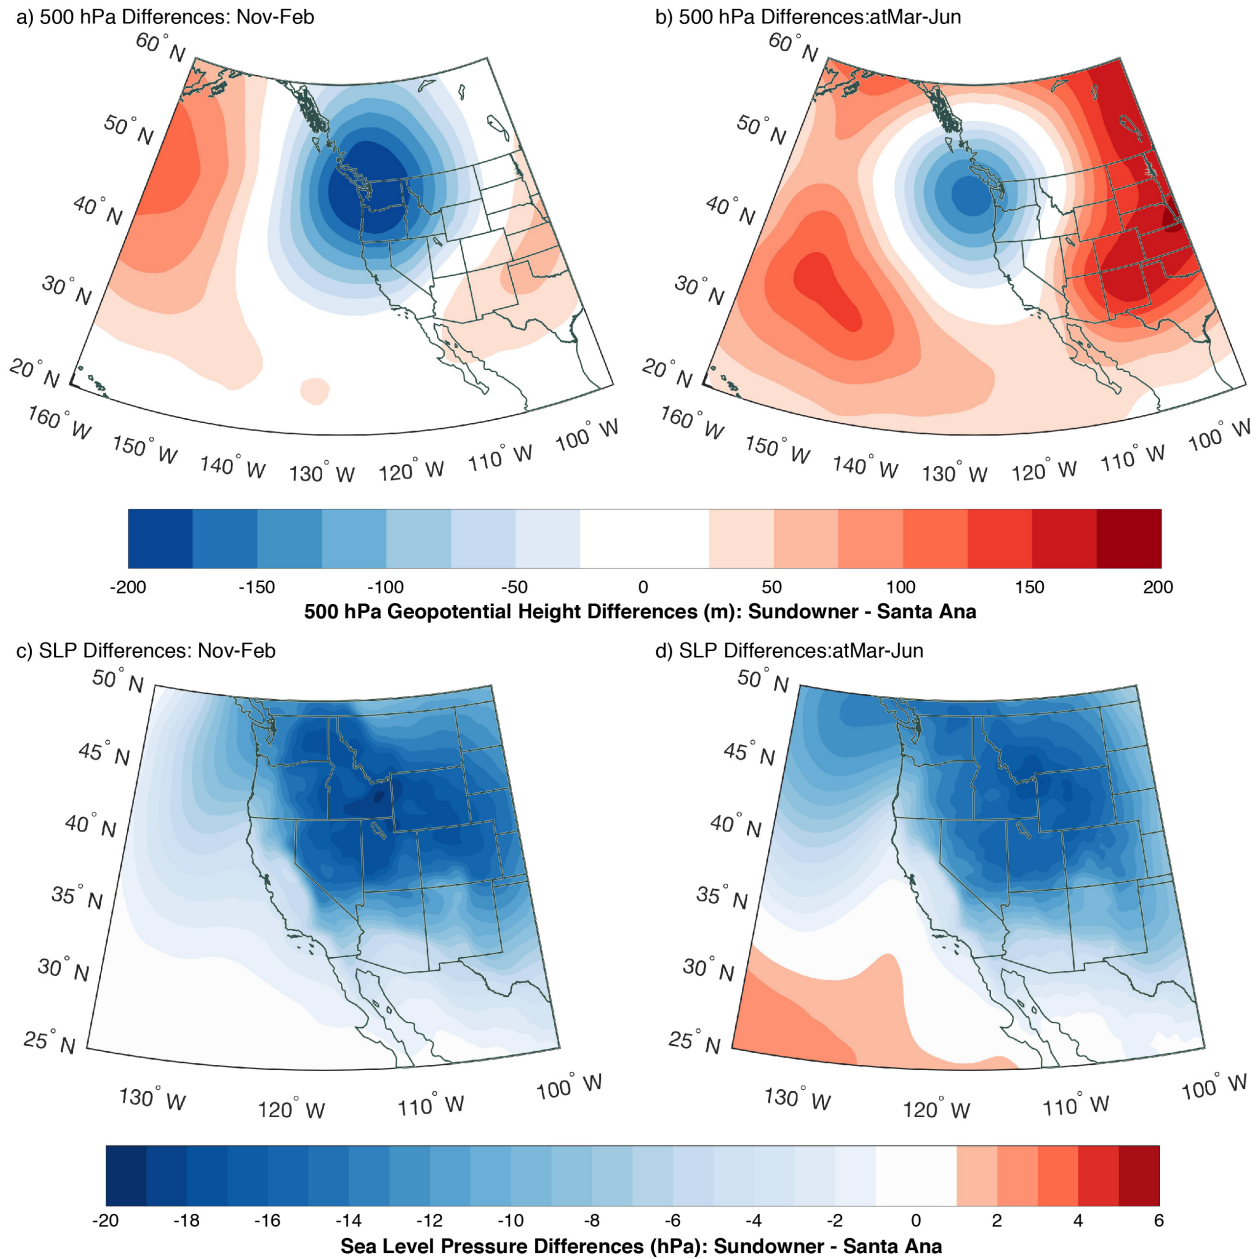 a) 500 hPa Differences: Nov-Feb
b) 500 hPa Differences:atMar-Jun
60° N
50° N
40° N
30° N
20° N
160° W
150° W
140° W
130° W
120° W
110° W
100° W
60° N
50° N
40° N
30° N
20° N
160° W
150° W
140° W
130° W
120° W
110° W
100° W
-200 -150 -100 -50 0 50 100 150 200
500 hPa Geopotential Height Differences (m): Sundowner - Santa Ana
c) SLP Differences: Nov-Feb
d) SLP Differences:atMar-Jun
50° N
45° N
40° N
35° N
30° N
25° N
130° W
120° W
110° W
100° W
50° N
45° N
40° N
35° N
30° N
25° N
130° W
120° W
110° W
100° W
-20 -18 -16 -14 -12 -10 -8 -6 -4 -2 0 2 4 6
Sea Level Pressure Differences (hPa): Sundowner - Santa Ana